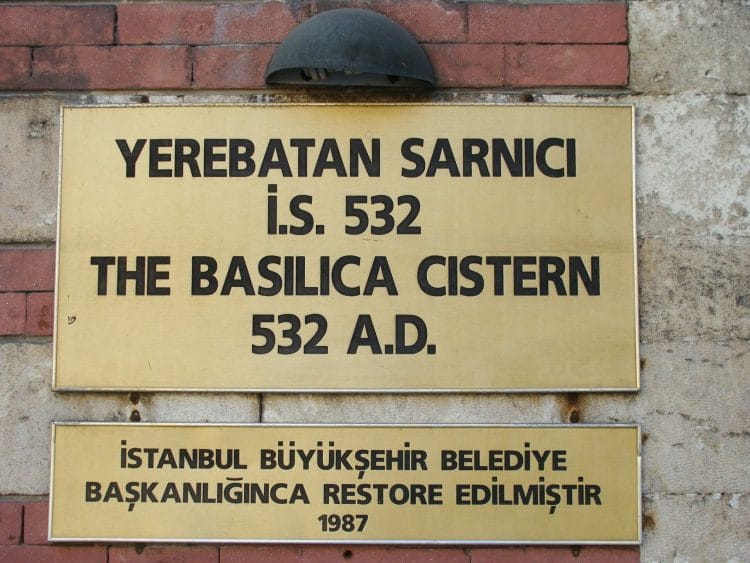 YEREBATAN SARNICI
İ.S. 532
THE BASILICA CISTERN
532 A.D.
İSTANBUL BÜYÜKŞEHİR BELEDİYE
BAŞKANLIĞINCA RESTORE EDİLMİŞTİR
1987